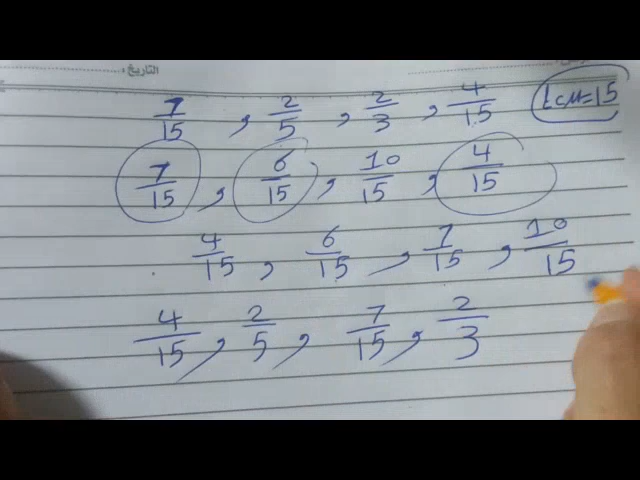 التاريخ
7/15 , 2/5 , 2/3 , 4/15 LCM=15
7/15 , 6/15 , 10/15 , 4/15
4/15 , 6/15 , 7/15 , 10/15
4/15 , 2/5 , 7/15 , 2/3